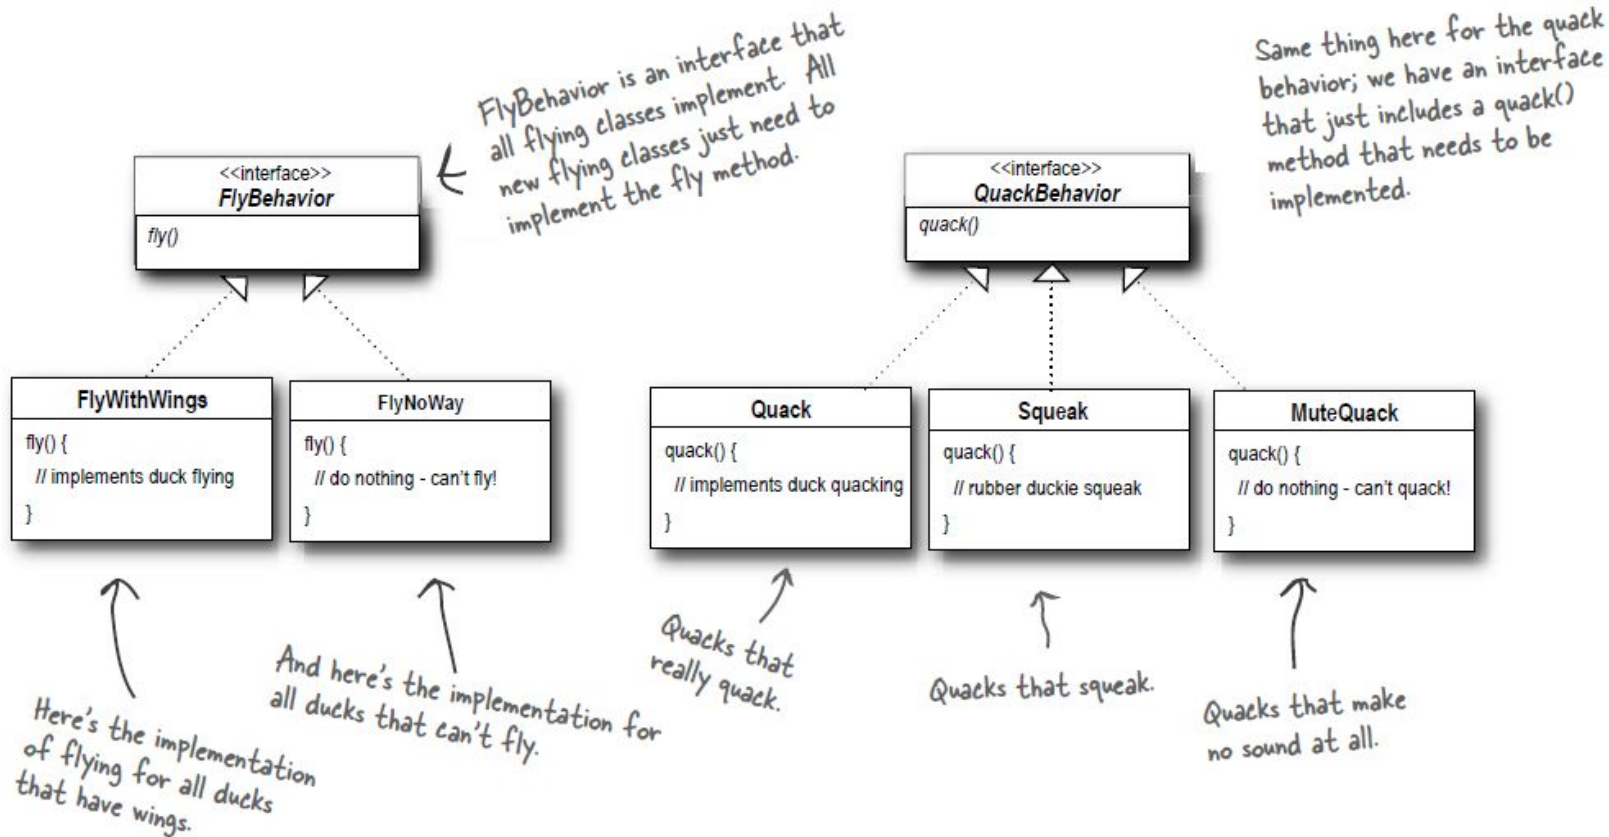 FlyBehavior is an interface that
all flying classes implement. All
new flying classes just need to
implement the fly method.
Same thing here for the quack
behavior; we have an interface
that just includes a quack()
method that needs to be
implemented.
<<interface>>
FlyBehavior
fly()
<<interface>>
QuackBehavior
quack()
FlyWithWings
fly() {
// implements duck flying
}
FlyNoWay
fly() {
// do nothing - can't fly!
}
Quack
quack() {
// implements duck quacking
}
Squeak
quack() {
// rubber duckie squeak
}
MuteQuack
quack() {
// do nothing - can't quack!
}
Here's the implementation
of flying for all ducks
that have wings.
And here's the implementation for
all ducks that can't fly.
Quacks that
really quack.
Quacks that squeak.
Quacks that make
no sound at all.